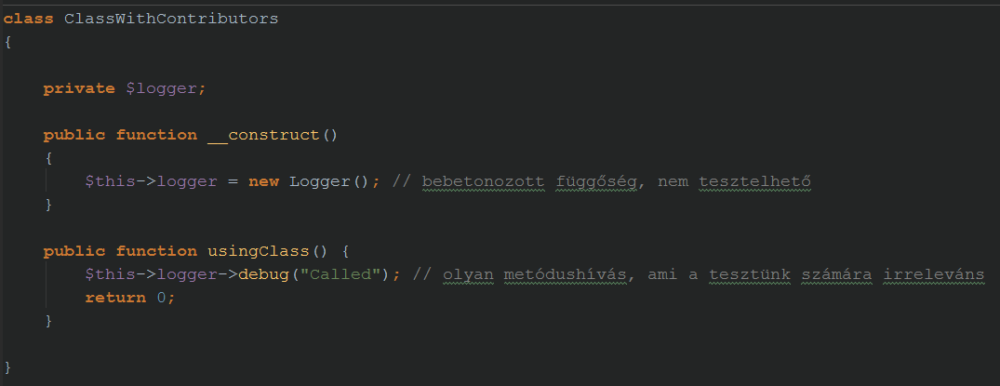 class ClassWithContributors
{
private $logger;
public function __construct()
{
$this->logger = new Logger(); // bebetonozott függőség, nem tesztelhető
}
public function usingClass() {
$this->logger->debug("Called"); // olyan metódushívás, ami a tesztünk számára irreleváns
return 0;
}
}